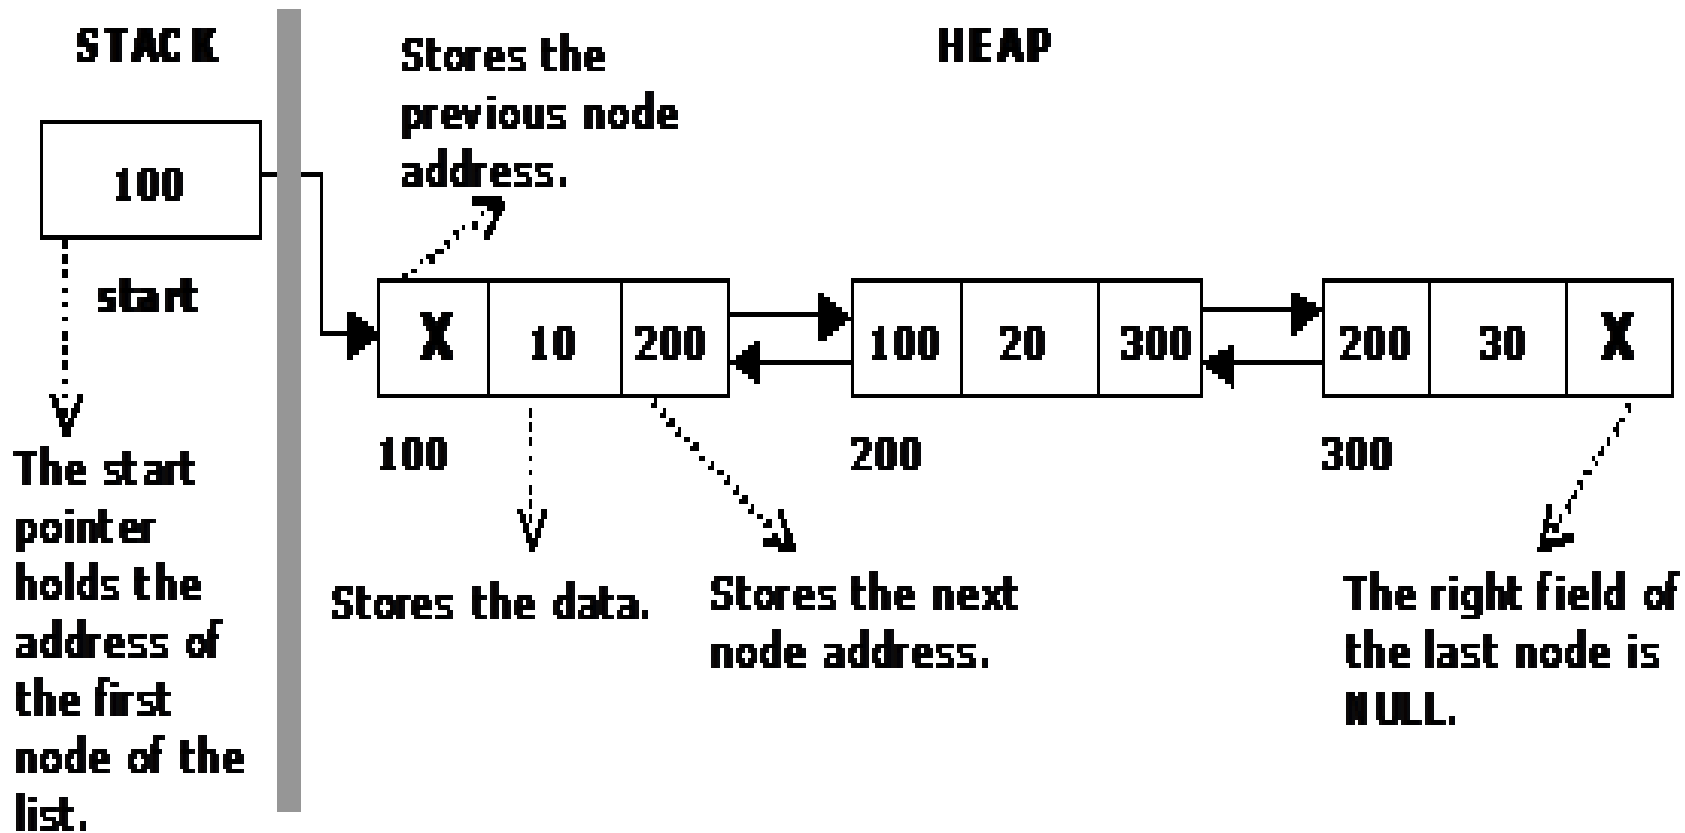 STACK
100
start
The start
pointer
holds the
address of
the first
node of the
list.
HEAP
Stores the
previous node
address.
X 10 200
100 20 300
200 30 X
100
200
300
Stores the data.
Stores the next
node address.
The right field of
the last node is
NULL.